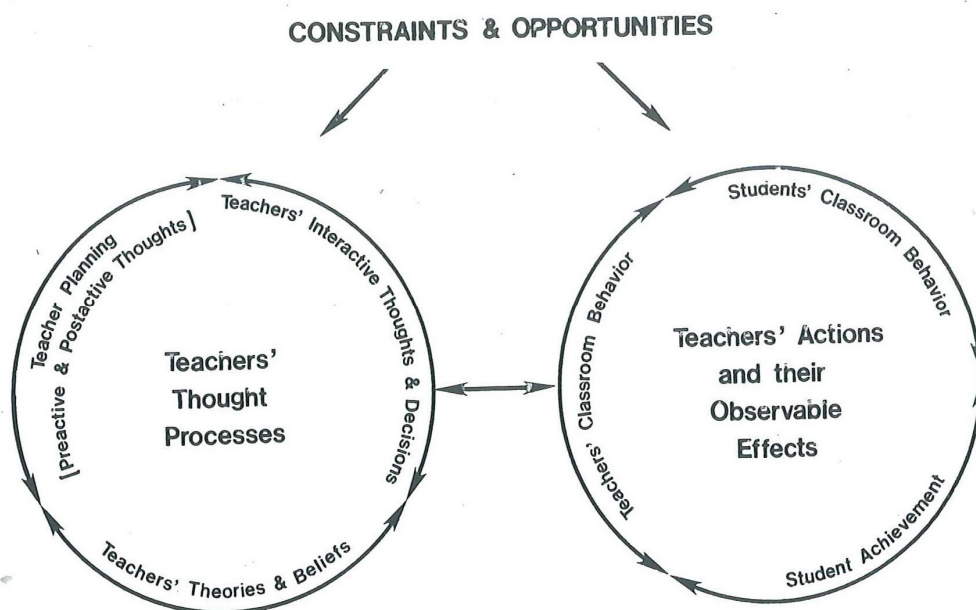 CONSTRAINTS & OPPORTUNITIES
Teacher Planning
[Preactive & Postactive Thoughts]
Teachers' Interactive Thoughts & Decisions
Teachers' Theories & Beliefs
Teachers'
Thought
Processes
Students' Classroom Behavior
Teachers' Classroom Behavior
Student Achievement
Teachers' Actions
and their
Observable
Effects